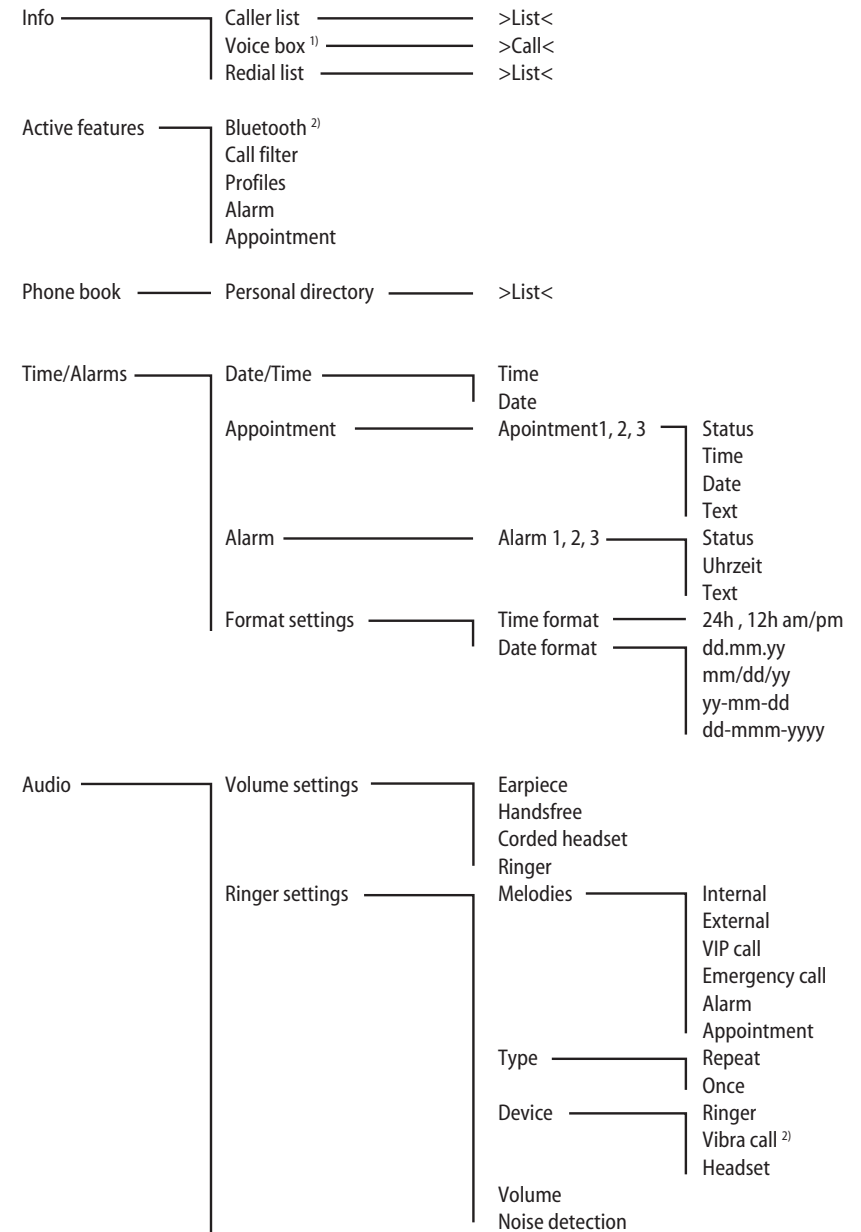 Info Caller list >List<
Voice box 1) >Call<
Redial list >List<
Active features Bluetooth 2)
Call filter
Profiles
Alarm
Appointment
Phone book Personal directory >List<
Time/Alarms Date/Time Time
Date
Appointment Apointment1, 2, 3 Status
Time
Date
Text
Alarm Alarm 1, 2, 3 Status
Uhrzeit
Text
Format settings Time format 24h , 12h am/pm
Date format dd.mm.yy
mm/dd/yy
yy-mm-dd
dd-mmm-yyyy
Audio Volume settings Earpiece
Handsfree
Corded headset
Ringer
Ringer settings Melodies Internal
External
VIP call
Emergency call
Alarm
Appointment
Type Repeat
Once
Device Ringer
Vibra call 2)
Headset
Volume
Noise detection